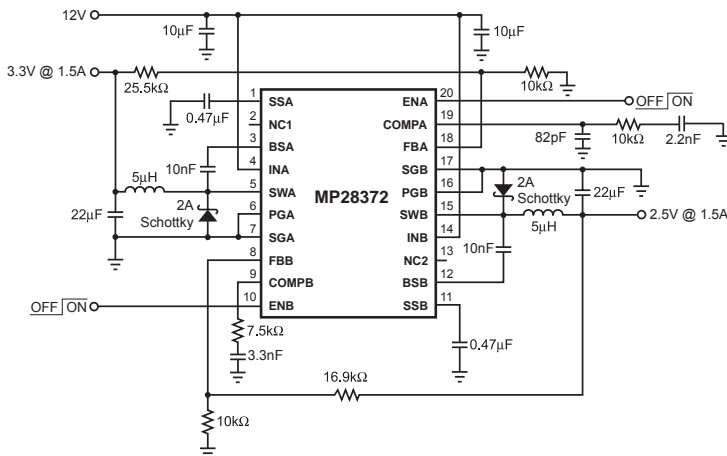 12V
10µF
10µF
3.3V @ 1.5A
25.5kΩ
10kΩ
1
SSA
20
ENA
OFF ON
0.47µF
2
NC1
19
COMPA
82pF
10kΩ
2.2nF
3
BSA
18
FBA
10nF
4
INA
17
SGB
5µH
5
SWA
MP28372
16
PGB
2A
Schottky
22µF
22µF
2A
Schottky
6
PGA
15
SWB
5µH
2.5V @ 1.5A
7
SGA
14
INB
8
FBB
13
NC2
10nF
9
COMPB
12
BSB
OFF ON
10
ENB
11
SSB
7.5kΩ
0.47µF
3.3nF
16.9kΩ
10kΩ